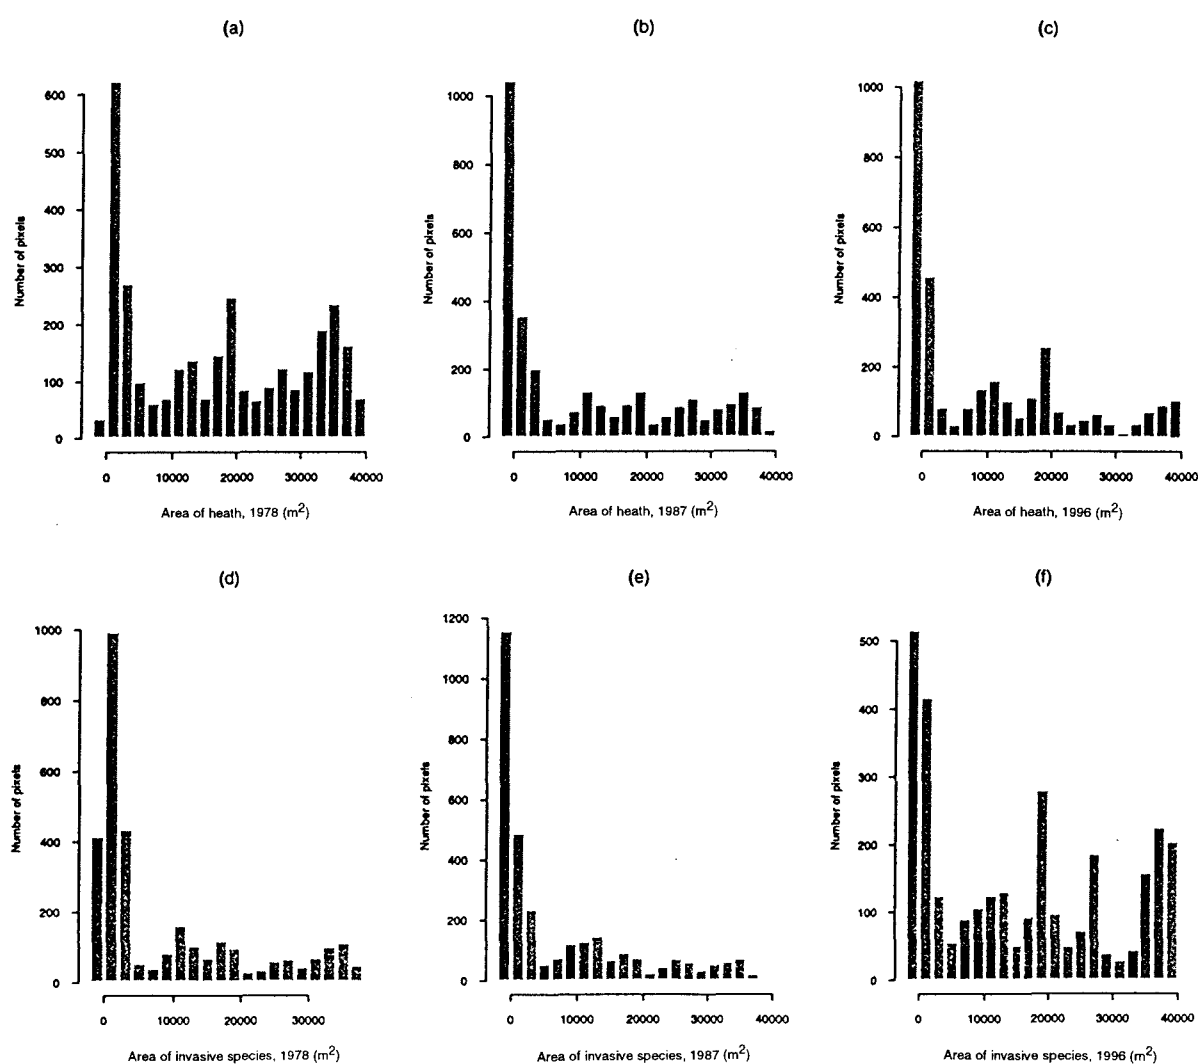 (a)
Number of pixels
600
500
400
300
200
100
0
0 10000 20000 30000 40000
Area of heath, 1978 (m²)
(b)
Number of pixels
1000
800
600
400
200
0
0 10000 20000 30000 40000
Area of heath, 1987 (m²)
(c)
Number of pixels
1000
800
600
400
200
0
0 10000 20000 30000 40000
Area of heath, 1996 (m²)
(d)
Number of pixels
1000
800
600
400
200
0
0 10000 20000 30000
Area of invasive species, 1978 (m²)
(e)
Number of pixels
1200
1000
800
600
400
200
0
0 10000 20000 30000 40000
Area of invasive species, 1987 (m²)
(f)
Number of pixels
500
400
300
200
100
0
0 10000 20000 30000 40000
Area of invasive species, 1996 (m²)